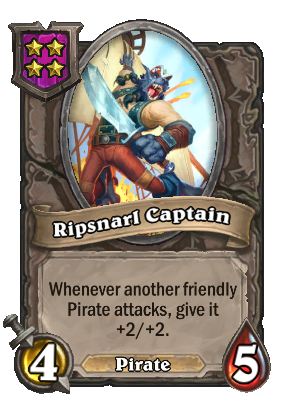 Ripsnarl Captain
Whenever another friendly
Pirate attacks, give it
+2/+2.
4
Pirate
5